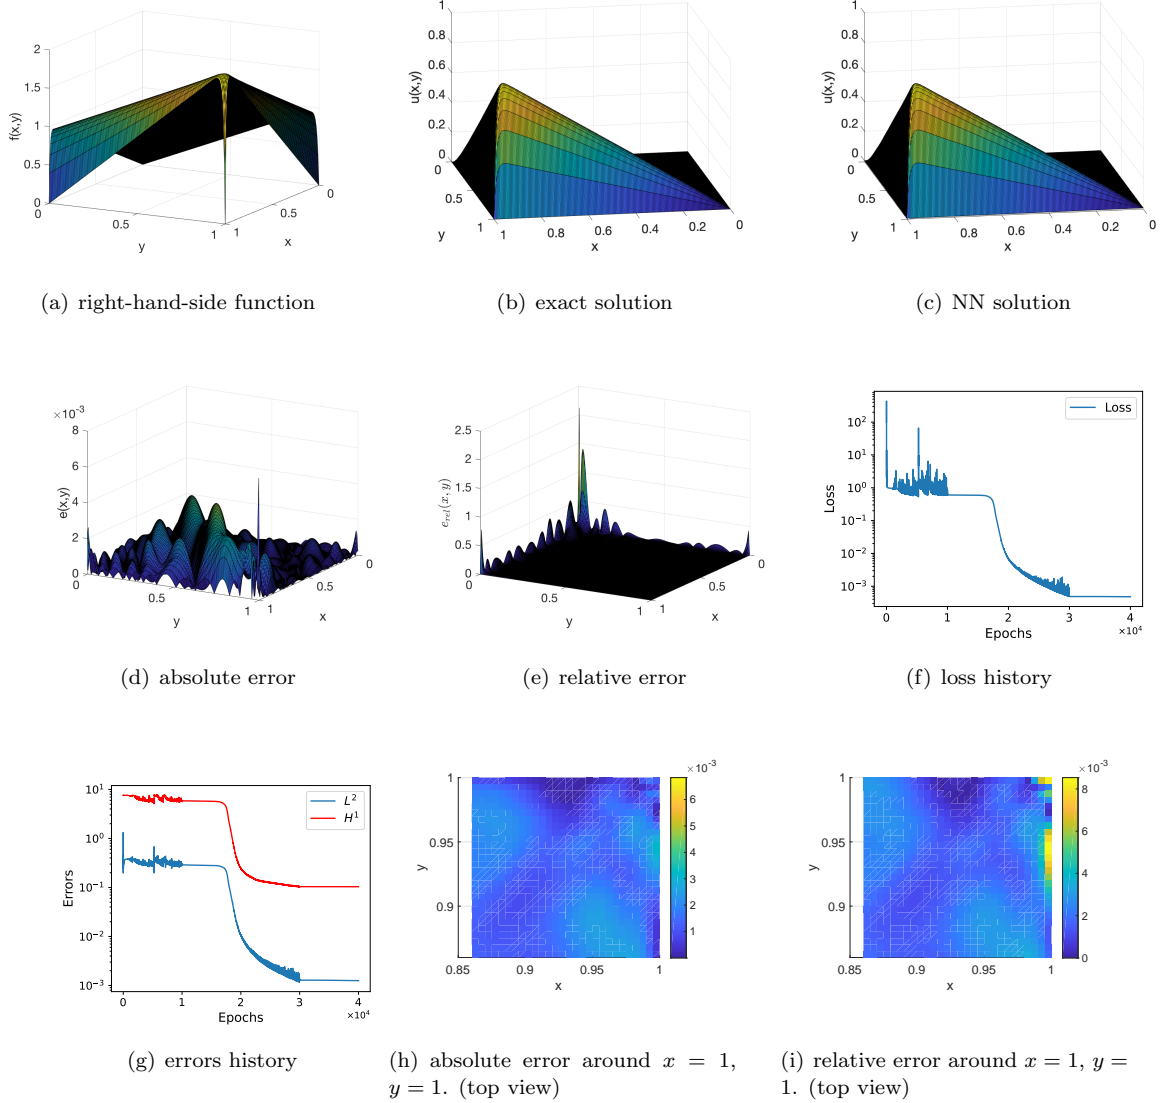 2
1.5
1
0.5
0
f(x,y)
0
0.5
1
y
1
0.5
0
x
(a) right-hand-side function
1
0.8
0.6
0.4
0.2
0
u(x,y)
0.5
1
y
1
0.8
0.6
0.4
0.2
0
x
(b) exact solution
1
0.8
0.6
0.4
0.2
0
u(x,y)
0.5
1
y
1
0.8
0.6
0.4
0.2
0
x
(c) NN solution
×10⁻³
8
6
4
2
0
e(x,y)
0
0.5
1
y
1
0.5
0
x
(d) absolute error
2.5
2
1.5
1
0.5
0
e_{rel}(x, y)
0
0.5
1
y
1
0.5
0
x
(e) relative error
Loss
10²
10¹
10⁰
10⁻¹
10⁻²
10⁻³
Loss
0 1 2 3 4
Epochs
×10⁴
(f) loss history
L²
H¹
10¹
10⁰
10⁻¹
10⁻²
10⁻³
Errors
0 1 2 3 4
Epochs
×10⁴
(g) errors history
×10⁻³
1
0.95
0.9
y
0.85 0.9 0.95 1
x
6
5
4
3
2
1
(h) absolute error around x = 1,
y = 1. (top view)
×10⁻³
1
0.95
0.9
y
0.85 0.9 0.95 1
x
8
6
4
2
0
(i) relative error around x = 1, y =
1. (top view)